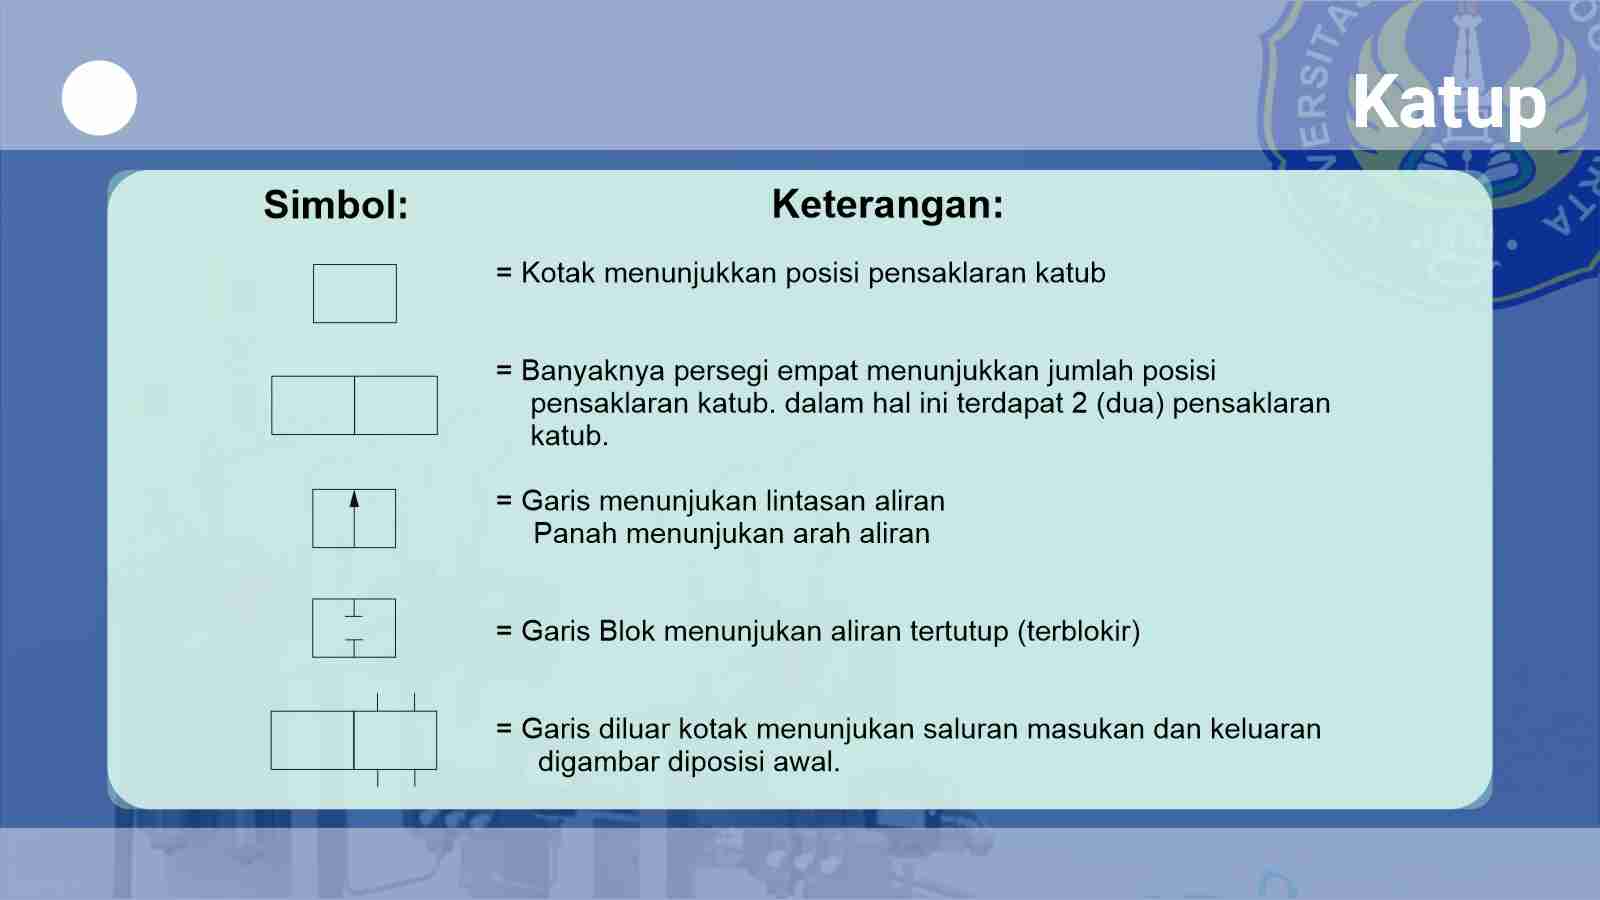 Katup
Simbol:
Keterangan:
= Kotak menunjukkan posisi pensaklaran katub
= Banyaknya persegi empat menunjukkan jumlah posisi
pensaklaran katub. dalam hal ini terdapat 2 (dua) pensaklaran
katub.
= Garis menunjukan lintasan aliran
Panah menunjukan arah aliran
= Garis Blok menunjukan aliran tertutup (terblokir)
= Garis diluar kotak menunjukan saluran masukan dan keluaran
digambar diposisi awal.